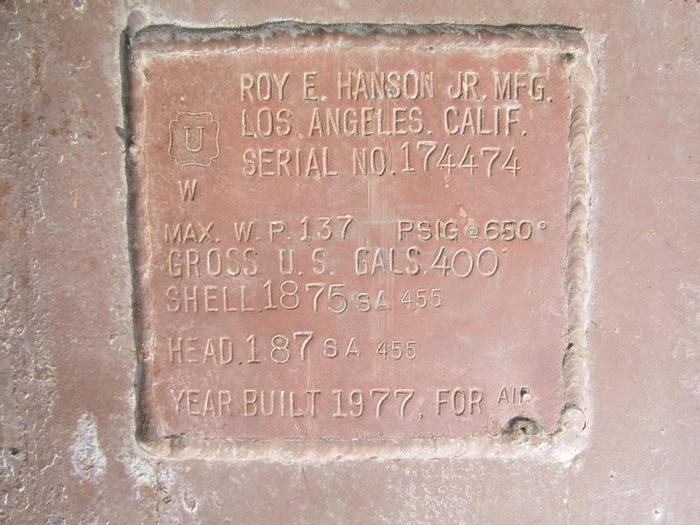 ROY E. HANSON JR. MFG.
LOS. ANGELES. CALIF.
U
SERIAL NO. 174474
W
MAX. W. P. 137 PSIG @ 650°
GROSS U.S. GALS. 400
SHELL .1875 SA 455
HEAD .187 SA 455
YEAR BUILT 1977, FOR AIR